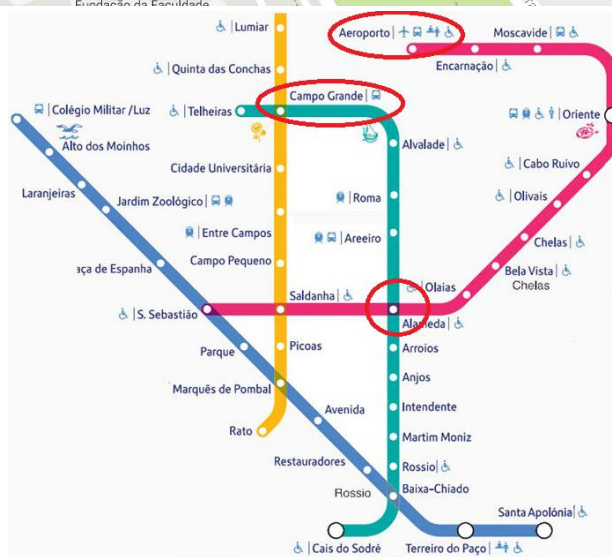 Fundação da Faculdade
Lumiar
Aeroporto
Moscavide
Quinta das Conchas
Encarnação
Colégio Militar /Luz
Telheiras
Campo Grande
Oriente
Alto dos Moinhos
Alvalade
Cidade Universitária
Cabo Ruivo
Laranjeiras
Jardim Zoológico
Roma
Olivais
Entre Campos
Areeiro
Chelas
Campo Pequeno
aça de Espanha
Bela Vista
Chelas
Saldanha
Olaias
S. Sebastião
Alameda
Parque
Picoas
Arroios
Marquês de Pombal
Anjos
Avenida
Intendente
Rato
Martim Moniz
Restauradores
Rossio
Rossio
Baixa-Chiado
Santa Apolónia
Cais do Sodré
Terreiro do Paço